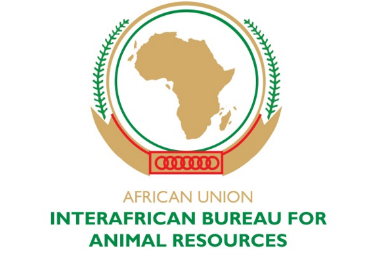 AFRICAN UNION
INTERAFRICAN BUREAU FOR
ANIMAL RESOURCES